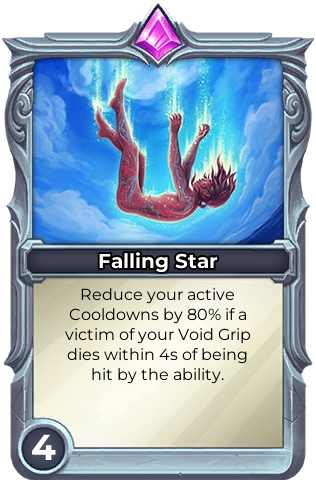 Falling Star
Reduce your active
Cooldowns by 80% if a
victim of your Void Grip
dies within 4s of being
hit by the ability.
4